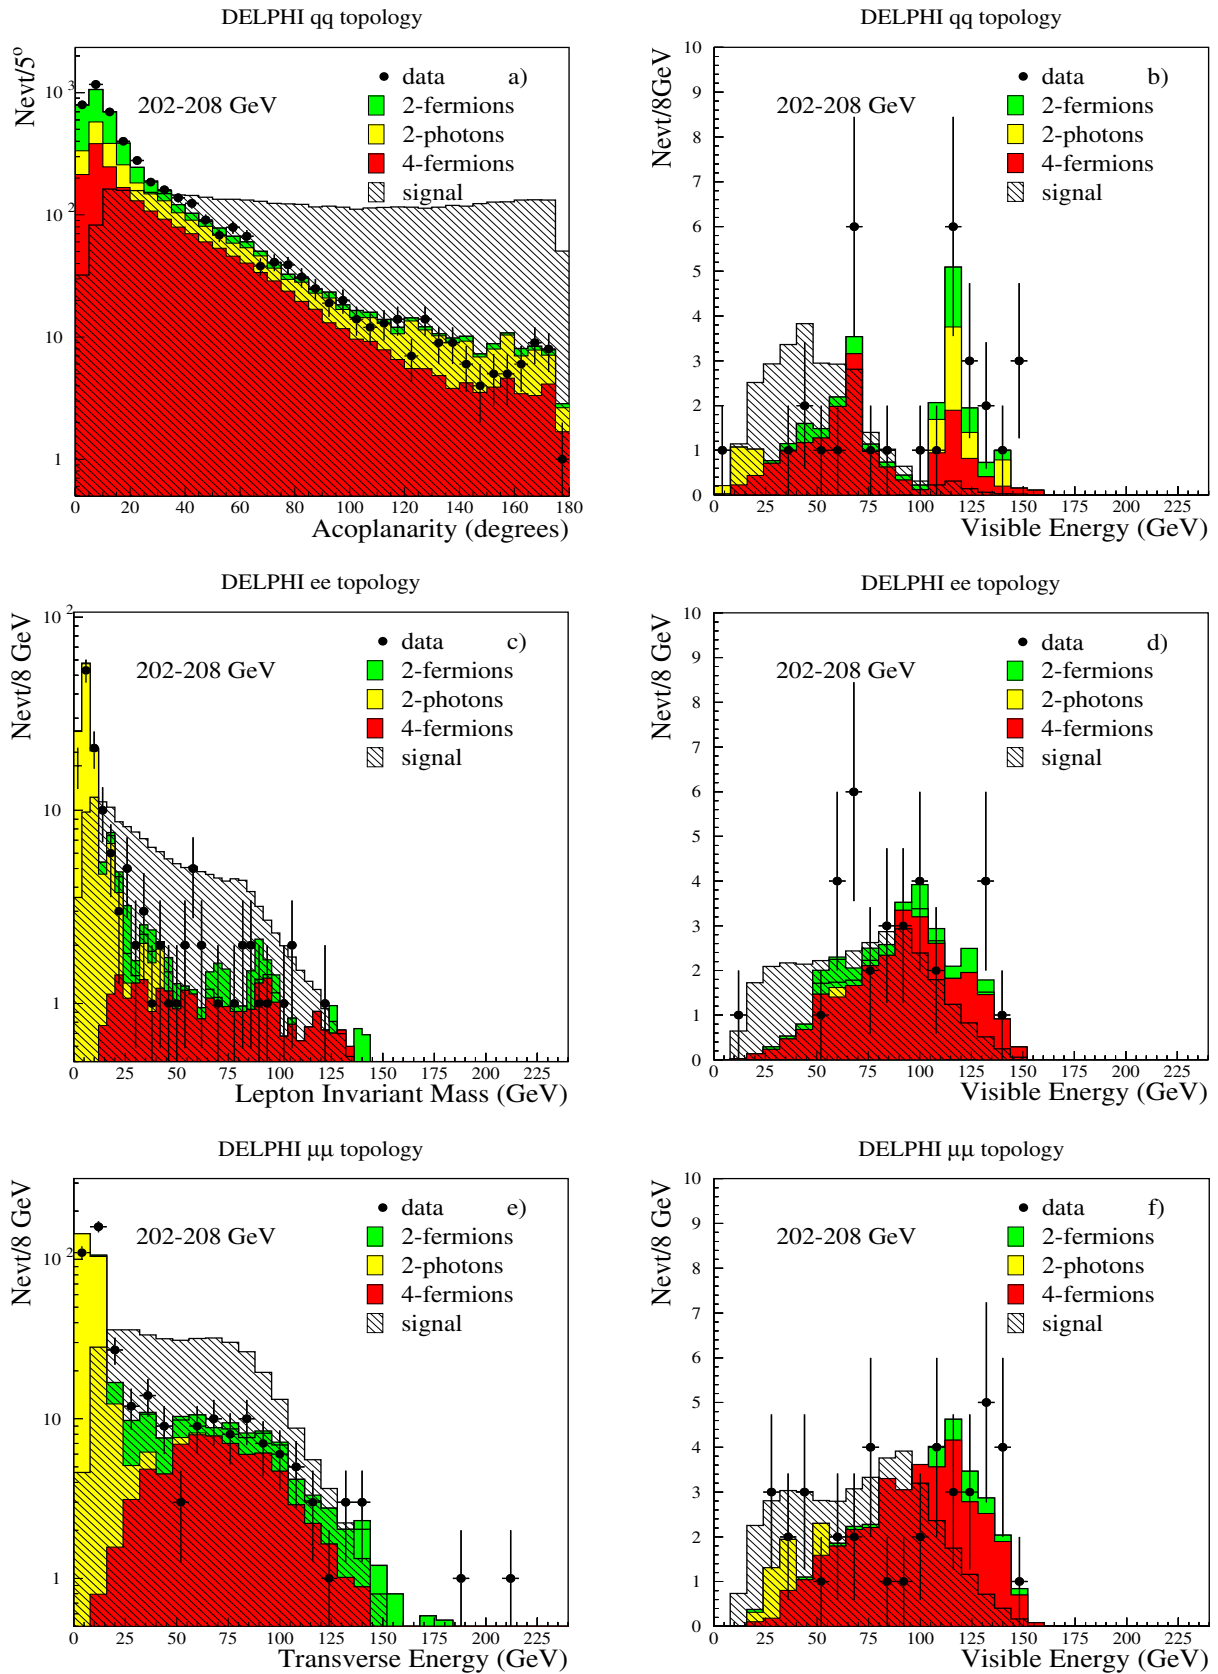 DELPHI qq topology
Nevt/5°
data a)
202-208 GeV
2-fermions
2-photons
4-fermions
signal
10 3
10 2
10
1
0 20 40 60 80 100 120 140 160 180
Acoplanarity (degrees)
DELPHI qq topology
Nevt/8GeV
data b)
202-208 GeV
2-fermions
2-photons
4-fermions
signal
10
9
8
7
6
5
4
3
2
1
0
0 25 50 75 100 125 150 175 200 225
Visible Energy (GeV)
DELPHI ee topology
Nevt/8 GeV
data c)
202-208 GeV
2-fermions
2-photons
4-fermions
signal
10 2
10
1
0 25 50 75 100 125 150 175 200 225
Lepton Invariant Mass (GeV)
DELPHI ee topology
Nevt/8 GeV
data d)
202-208 GeV
2-fermions
2-photons
4-fermions
signal
10
9
8
7
6
5
4
3
2
1
0
0 25 50 75 100 125 150 175 200 225
Visible Energy (GeV)
DELPHI μμ topology
Nevt/8 GeV
data e)
202-208 GeV
2-fermions
2-photons
4-fermions
signal
10 2
10
1
0 25 50 75 100 125 150 175 200 225
Transverse Energy (GeV)
DELPHI μμ topology
Nevt/8 GeV
data f)
202-208 GeV
2-fermions
2-photons
4-fermions
signal
10
9
8
7
6
5
4
3
2
1
0
0 25 50 75 100 125 150 175 200 225
Visible Energy (GeV)